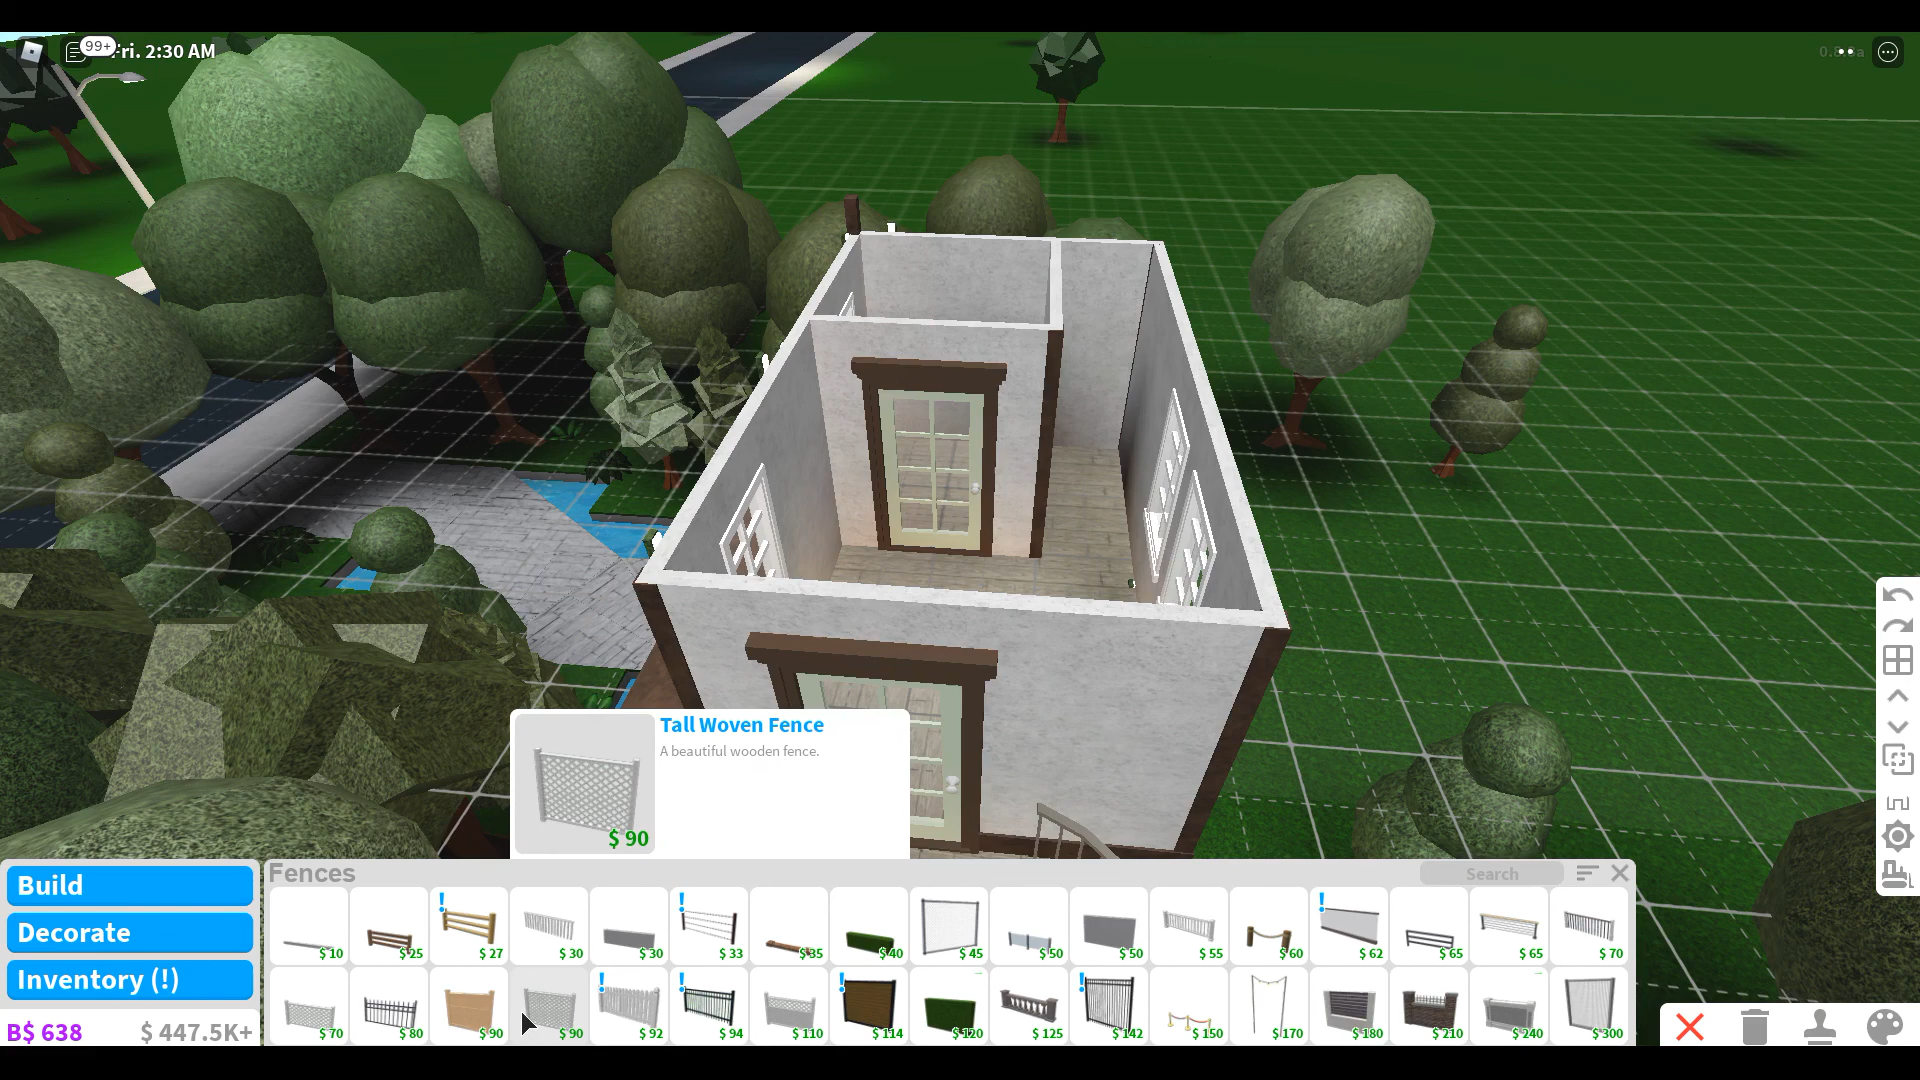 99+
Fri. 2:30 AM
Tall Woven Fence
A beautiful wooden fence.
$ 90
Build
Decorate
Inventory (!)
B$ 638
$ 447.5K+
Fences
Search
! ! !
$ 10 $ 25 $ 27 $ 30 $ 30 $ 33 $ 35 $ 40 $ 45 $ 50 $ 50 $ 55 $ 60 $ 62 $ 65 $ 65 $ 70
! ! ! !
$ 70 $ 80 $ 90 $ 90 $ 92 $ 94 $ 110 $ 114 $ 120 $ 125 $ 142 $ 150 $ 170 $ 180 $ 210 $ 240 $ 300